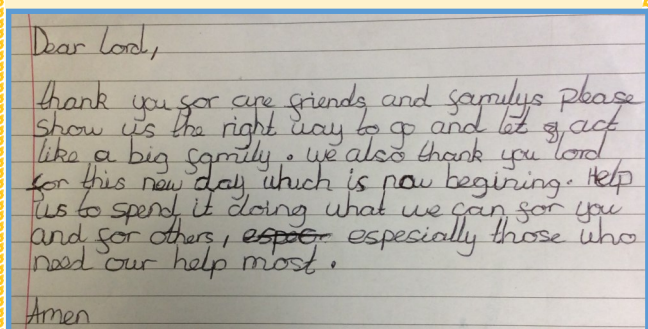 Dear Lord,
thank you for are friends and familys please
Show us the right way to go and let act
like a big family. we also thank you lord
for this new day which is now begining. Help
us to spend it doing what we can for you
and for others, espesially those who
need our help most.
Amen